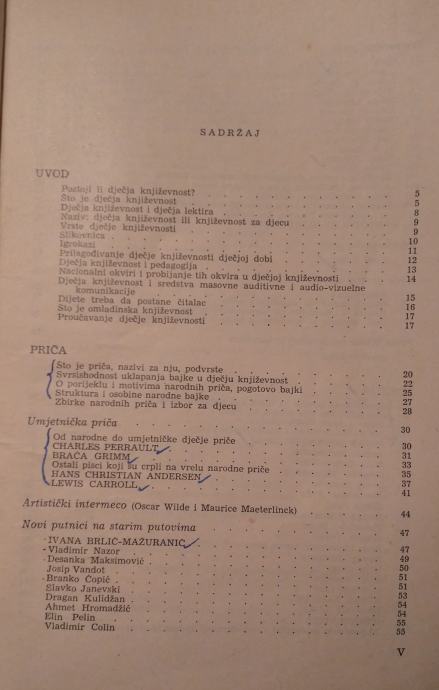 SADRŽAJ
UVOD
Postoji li dječja književnost? 5
Što je dječja književnost 5
Dječja književnost i dječja lektira 8
Naziv: dječja književnost ili književnost za djecu 9
Vrste dječje književnosti 9
Slikovnica 10
Igrokazi 11
Prilagođivanje dječje književnosti dječjoj dobi 12
Dječja književnost i pedagogija 13
Nacionalni okviri i probijanje tih okvira u dječjoj književnosti 14
Dječja književnost i sredstva masovne auditivne i audio-vizuelne
komunikacije 15
Dijete treba da postane čitalac 16
Što je omladinska književnost 17
Proučavanje dječje književnosti 17
PRIČA
Što je priča, nazivi za nju, podvrste 20
Svrsishodnost uklapanja bajke u dječju književnost 22
O porijeklu i motivima narodnih priča, pogotovo bajki 25
Struktura i osobine narodne bajke 27
Zbirke narodnih priča i izbor za djecu 28
Umjetnička priča 30
Od narodne do umjetničke dječje priče 30
CHARLES PERRAULT 31
BRAĆA GRIMM 33
Ostali pisci koji su crpli na vrelu narodne priče 35
HANS CHRISTIAN ANDERSEN 37
LEWIS CARROLL 41
Artistički intermeco (Oscar Wilde i Maurice Maeterlinck) 44
Novi putnici na starim putovima 47
IVANA BRLIĆ-MAŽURANIĆ 47
Vladimir Nazor 49
Desanka Maksimović 50
Josip Vandot 51
Branko Ćopić 51
Slavko Janevski 53
Dragan Kulidžan 54
Ahmet Hromadžić 54
Elin Pelin 55
Vladimir Colin 55
V